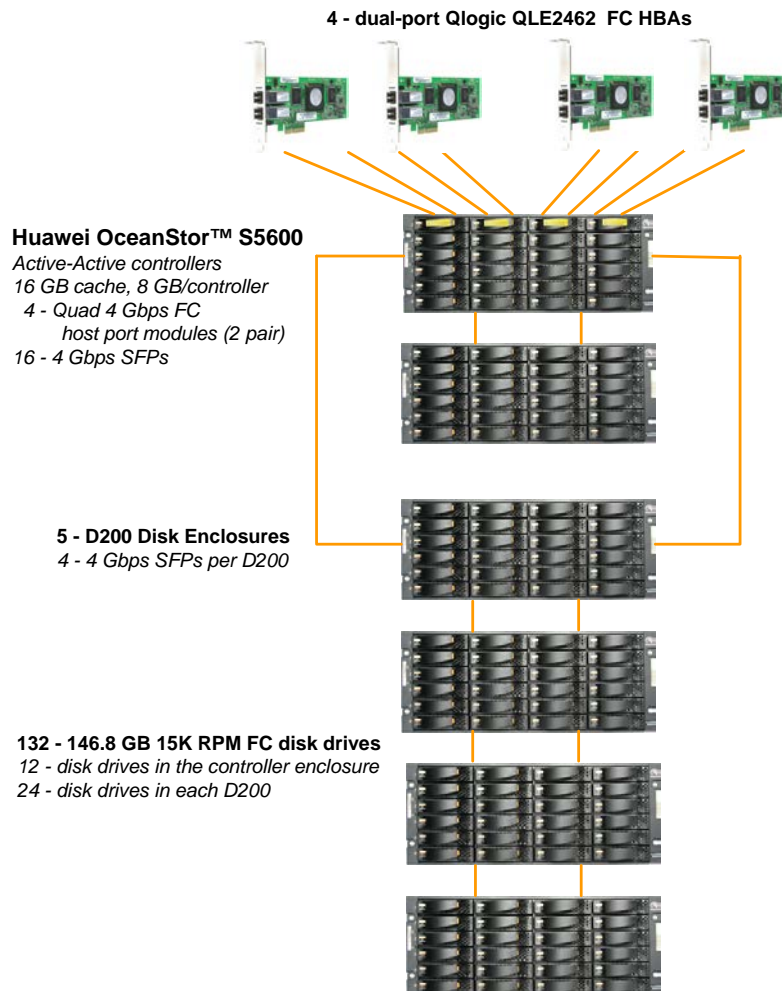 4 - dual-port Qlogic QLE2462 FC HBAs
Huawei OceanStor™ S5600
Active-Active controllers
16 GB cache, 8 GB/controller
4 - Quad 4 Gbps FC
host port modules (2 pair)
16 - 4 Gbps SFPs
5 - D200 Disk Enclosures
4 - 4 Gbps SFPs per D200
132 - 146.8 GB 15K RPM FC disk drives
12 - disk drives in the controller enclosure
24 - disk drives in each D200